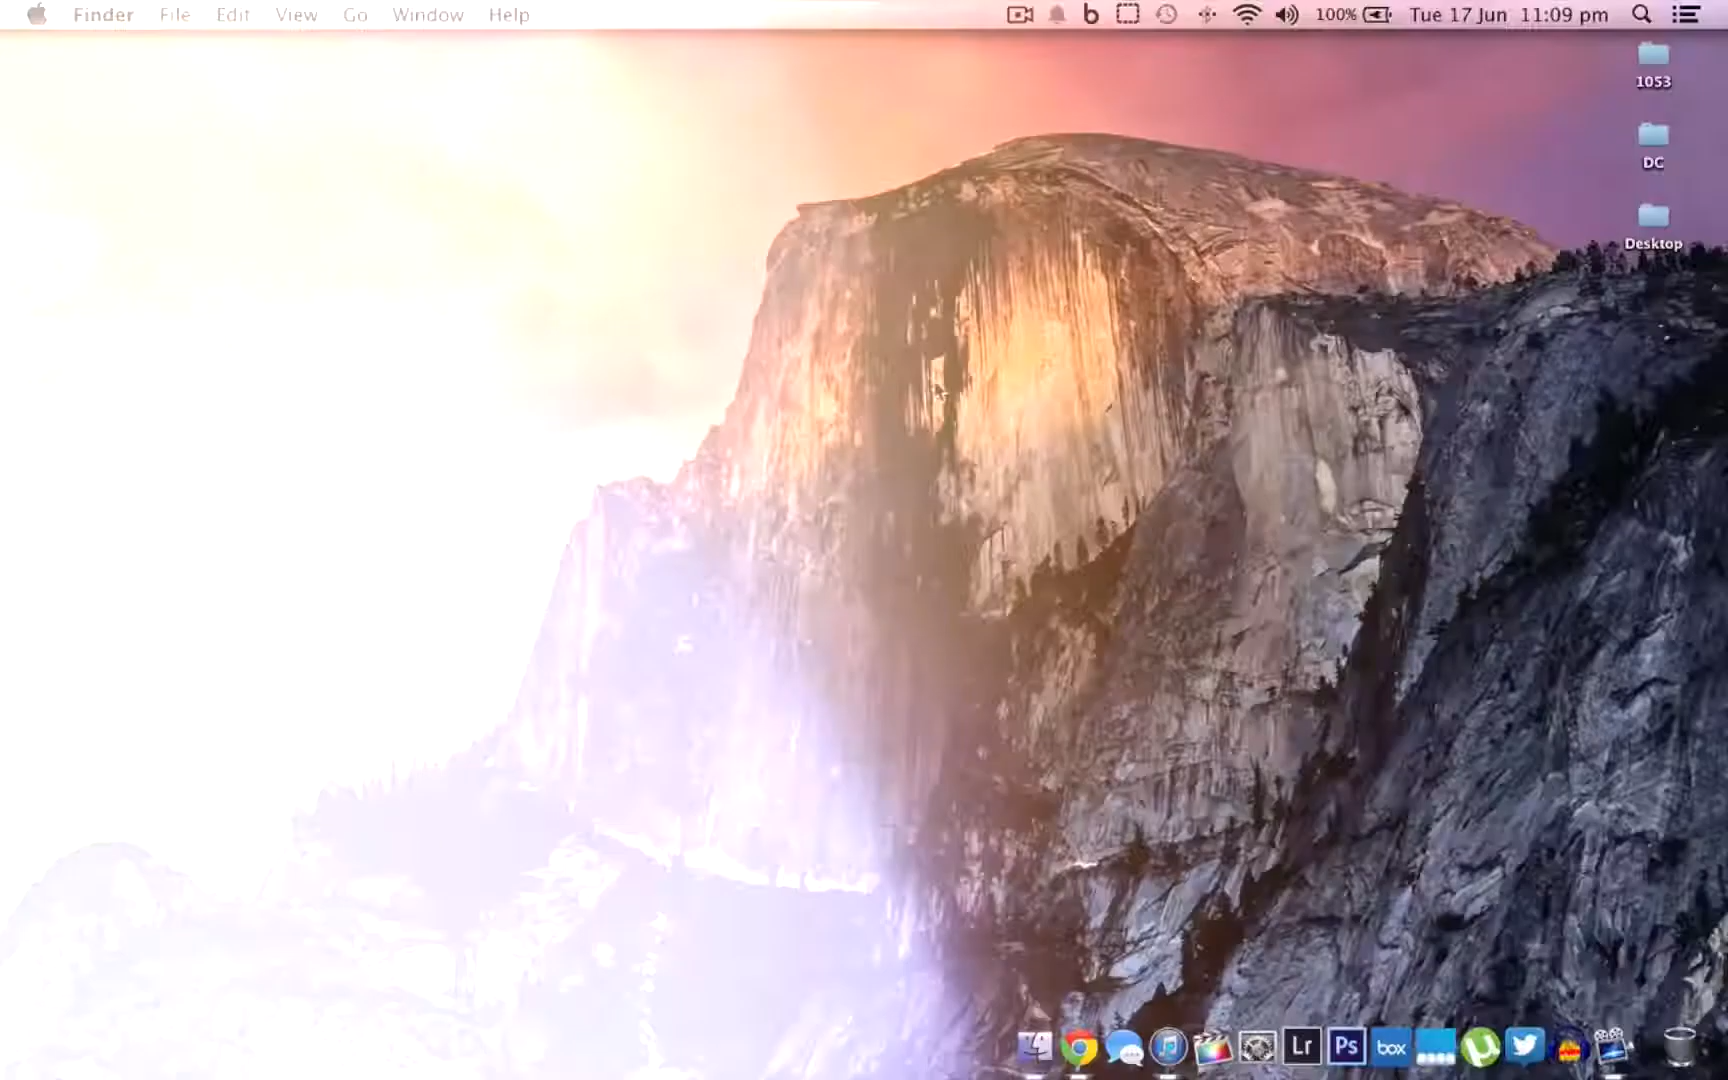 Finder File Edit View Go Window Help
b 100% Tue 17 Jun 11:09 pm
1053
DC
Desktop
Lr Ps box